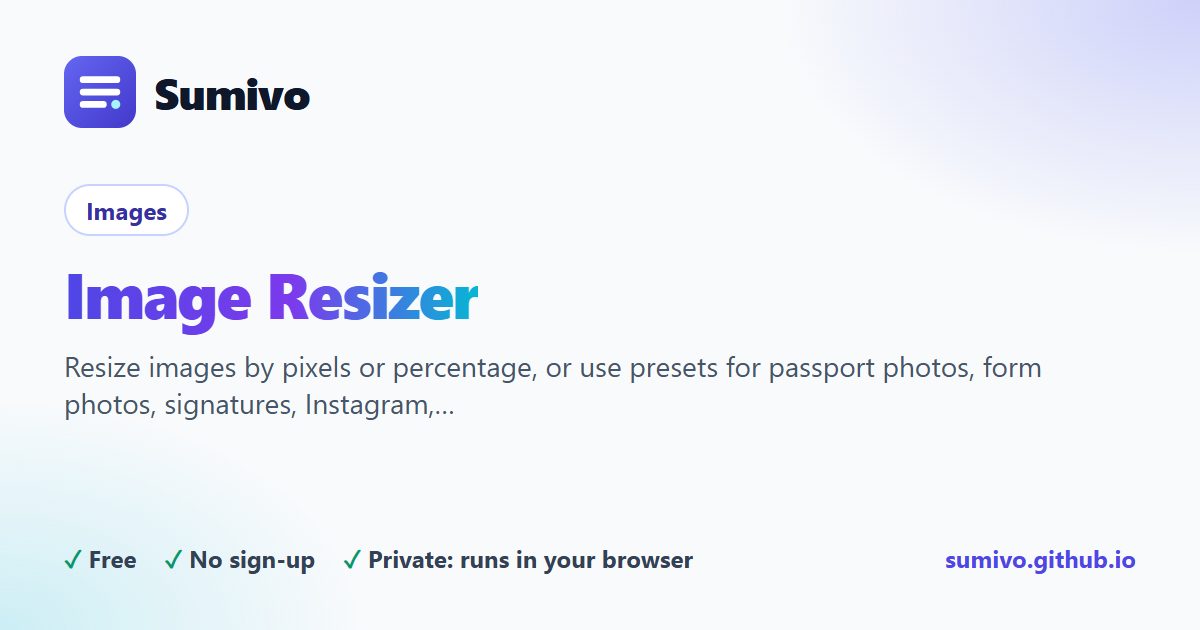 Sumivo
Images
Image Resizer
Resize images by pixels or percentage, or use presets for passport photos, form
photos, signatures, Instagram,...
✓ Free ✓ No sign-up ✓ Private: runs in your browser
sumivo.github.io